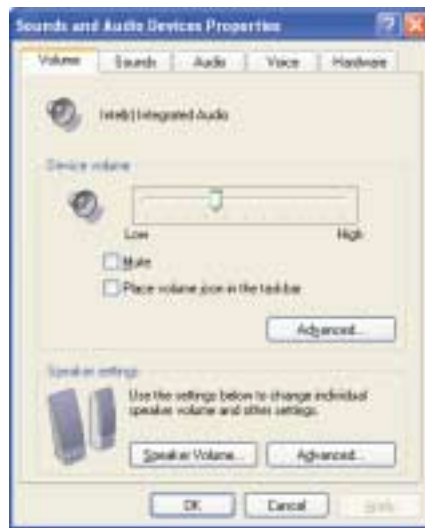 Sounds and Audio Devices Properties
Volume Sounds Audio Voice Hardware
Intel(r) Integrated Audio
Device volume
Low High
Mute
Place volume icon in the taskbar
Advanced...
Speaker settings
Use the settings below to change individual
speaker volume and other settings.
Speaker Volume... Advanced...
OK Cancel Apply